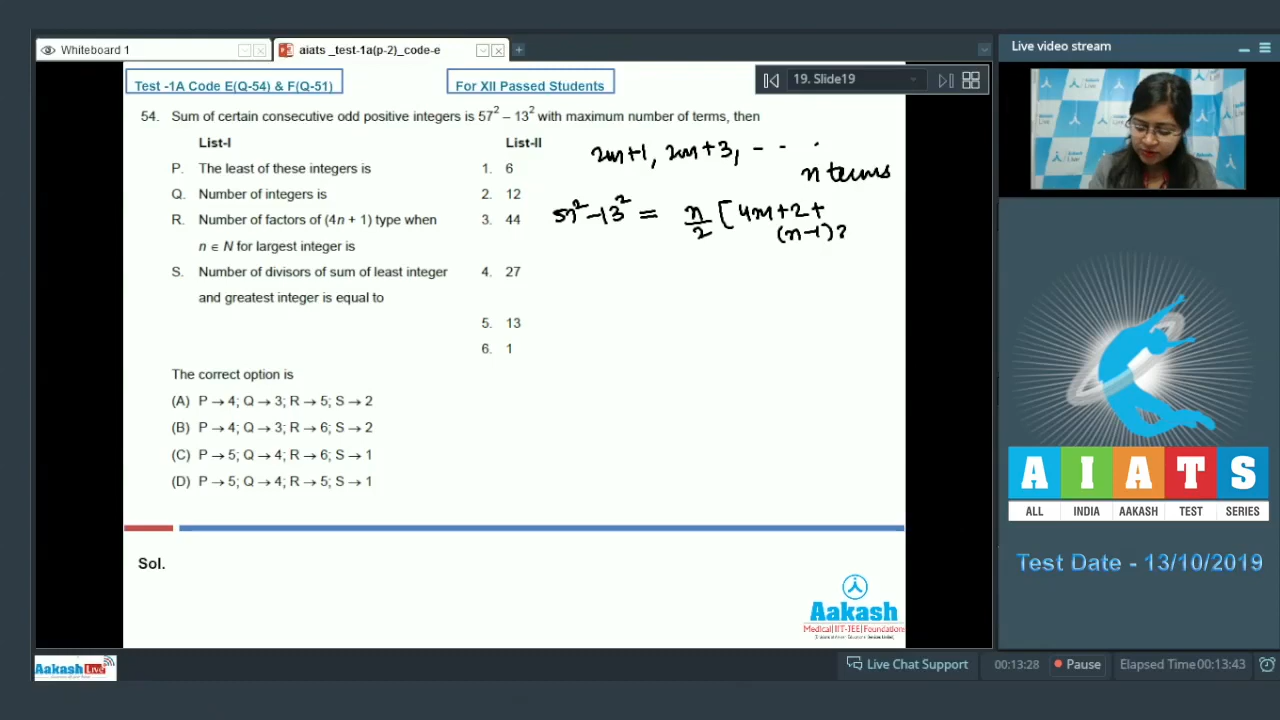 Whiteboard 1
aiats _test-1a(p-2)_code-e
Live video stream
Test -1A Code E(Q-54) & F(Q-51)
For XII Passed Students
19. Slide19
54. Sum of certain consecutive odd positive integers is 57² – 13² with maximum number of terms, then
List-I List-II
P. The least of these integers is 1. 6
Q. Number of integers is 2. 12
R. Number of factors of (4n + 1) type when 3. 44
n ∈ N for largest integer is
S. Number of divisors of sum of least integer 4. 27
and greatest integer is equal to
5. 13
6. 1
2m+1, 2m+3, - - .
n terms
57² - 13² = n/2 [4m+2+
(n-1)2
The correct option is
(A) P → 4; Q → 3; R → 5; S → 2
(B) P → 4; Q → 3; R → 6; S → 2
(C) P → 5; Q → 4; R → 6; S → 1
(D) P → 5; Q → 4; R → 5; S → 1
Sol.
Aakash
Medical|IIT-JEE|Foundations
A I A T S
ALL INDIA AAKASH TEST SERIES
Test Date - 13/10/2019
Aakash Live
Live Chat Support
00:13:28
Pause
Elapsed Time 00:13:43